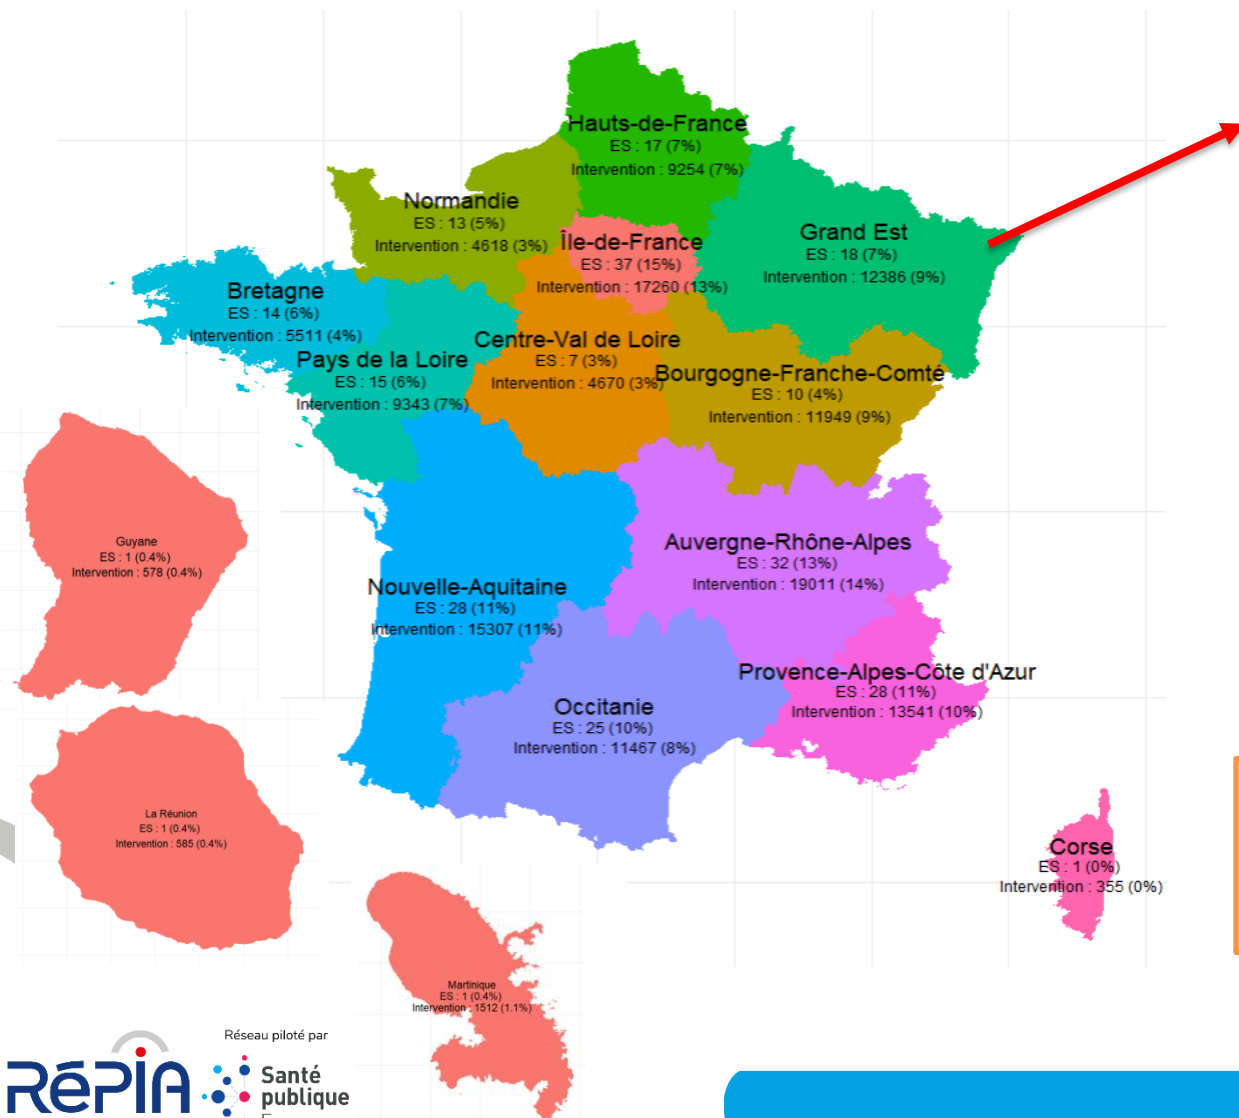 Hauts-de-France
ES : 17 (7%)
Intervention : 9254 (7%)
Normandie
ES : 13 (5%)
Intervention : 4618 (3%)
Île-de-France
ES : 37 (15%)
Intervention : 17260 (13%)
Grand Est
ES : 18 (7%)
Intervention : 12386 (9%)
Bretagne
ES : 14 (6%)
Intervention : 5511 (4%)
Pays de la Loire
ES : 15 (6%)
Intervention : 9343 (7%)
Centre-Val de Loire
ES : 7 (3%)
Intervention : 4670 (3%)
Bourgogne-Franche-Comté
ES : 10 (4%)
Intervention : 11949 (9%)
Guyane
ES : 1 (0.4%)
Intervention : 578 (0.4%)
Auvergne-Rhône-Alpes
ES : 32 (13%)
Intervention : 19011 (14%)
Nouvelle-Aquitaine
ES : 28 (11%)
Intervention : 15307 (11%)
Provence-Alpes-Côte d'Azur
ES : 28 (11%)
Intervention : 13541 (10%)
Occitanie
ES : 25 (10%)
Intervention : 11467 (8%)
La Réunion
ES : 1 (0.4%)
Intervention : 585 (0.4%)
Corse
ES : 1 (0%)
Intervention : 355 (0%)
Martinique
ES : 1 (0.4%)
Intervention : 1512 (1.1%)
Réseau piloté par
RéPIA
Santé
publique